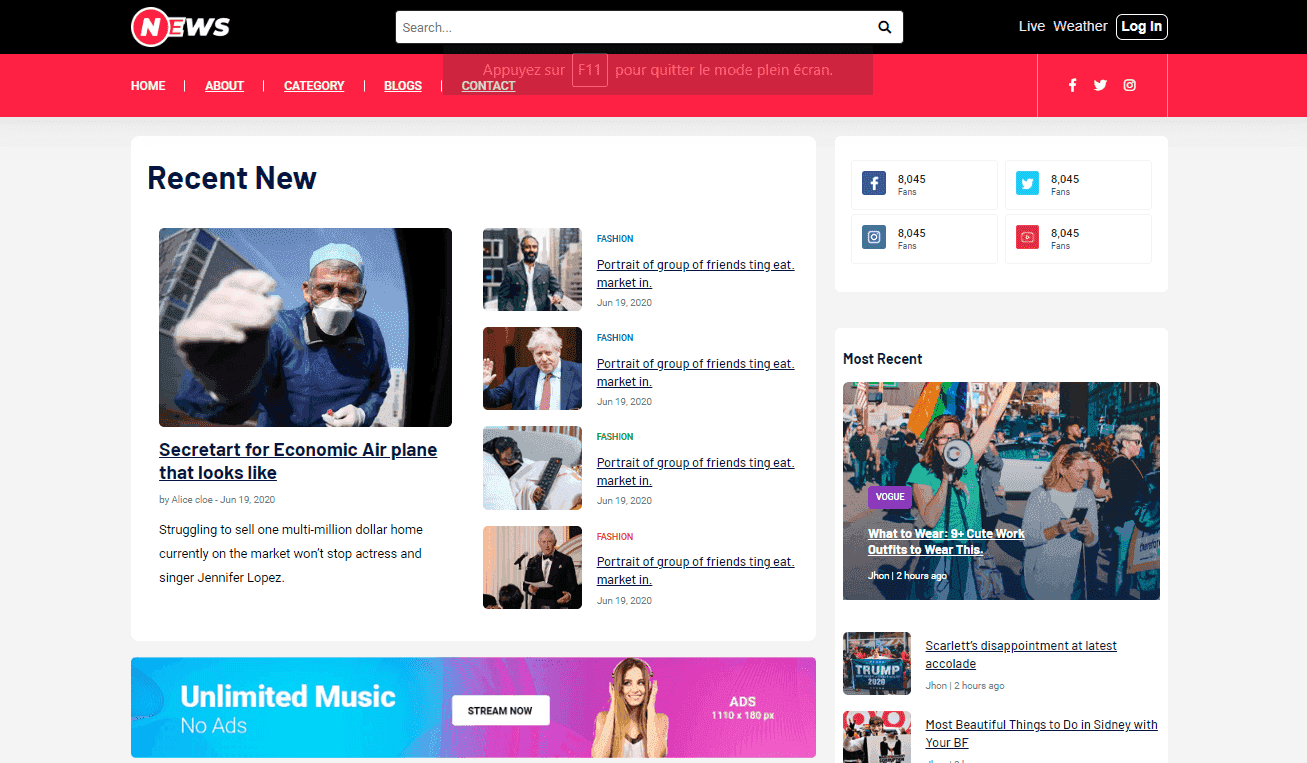 NEWS
Search...
Live Weather Log In
Appuyez sur F11 pour quitter le mode plein écran.
HOME ABOUT CATEGORY BLOGS CONTACT
Recent New
Secretart for Economic Air plane
that looks like
by Alice cloe - Jun 19, 2020
Struggling to sell one multi-million dollar home
currently on the market won’t stop actress and
singer Jennifer Lopez.
FASHION
Portrait of group of friends ting eat.
market in.
Jun 19, 2020
FASHION
Portrait of group of friends ting eat.
market in.
Jun 19, 2020
FASHION
Portrait of group of friends ting eat.
market in.
Jun 19, 2020
FASHION
Portrait of group of friends ting eat.
market in.
Jun 19, 2020
Unlimited Music
No Ads
STREAM NOW
ADS
1110 x 180 px
8,045
Fans
8,045
Fans
8,045
Fans
8,045
Fans
Most Recent
VOGUE
What to Wear: 9+ Cute Work
Outfits to Wear This.
Jhon | 2 hours ago
TRUMP
2020
Scarlett’s disappointment at latest
accolade
Jhon | 2 hours ago
Most Beautiful Things to Do in Sidney with
Your BF